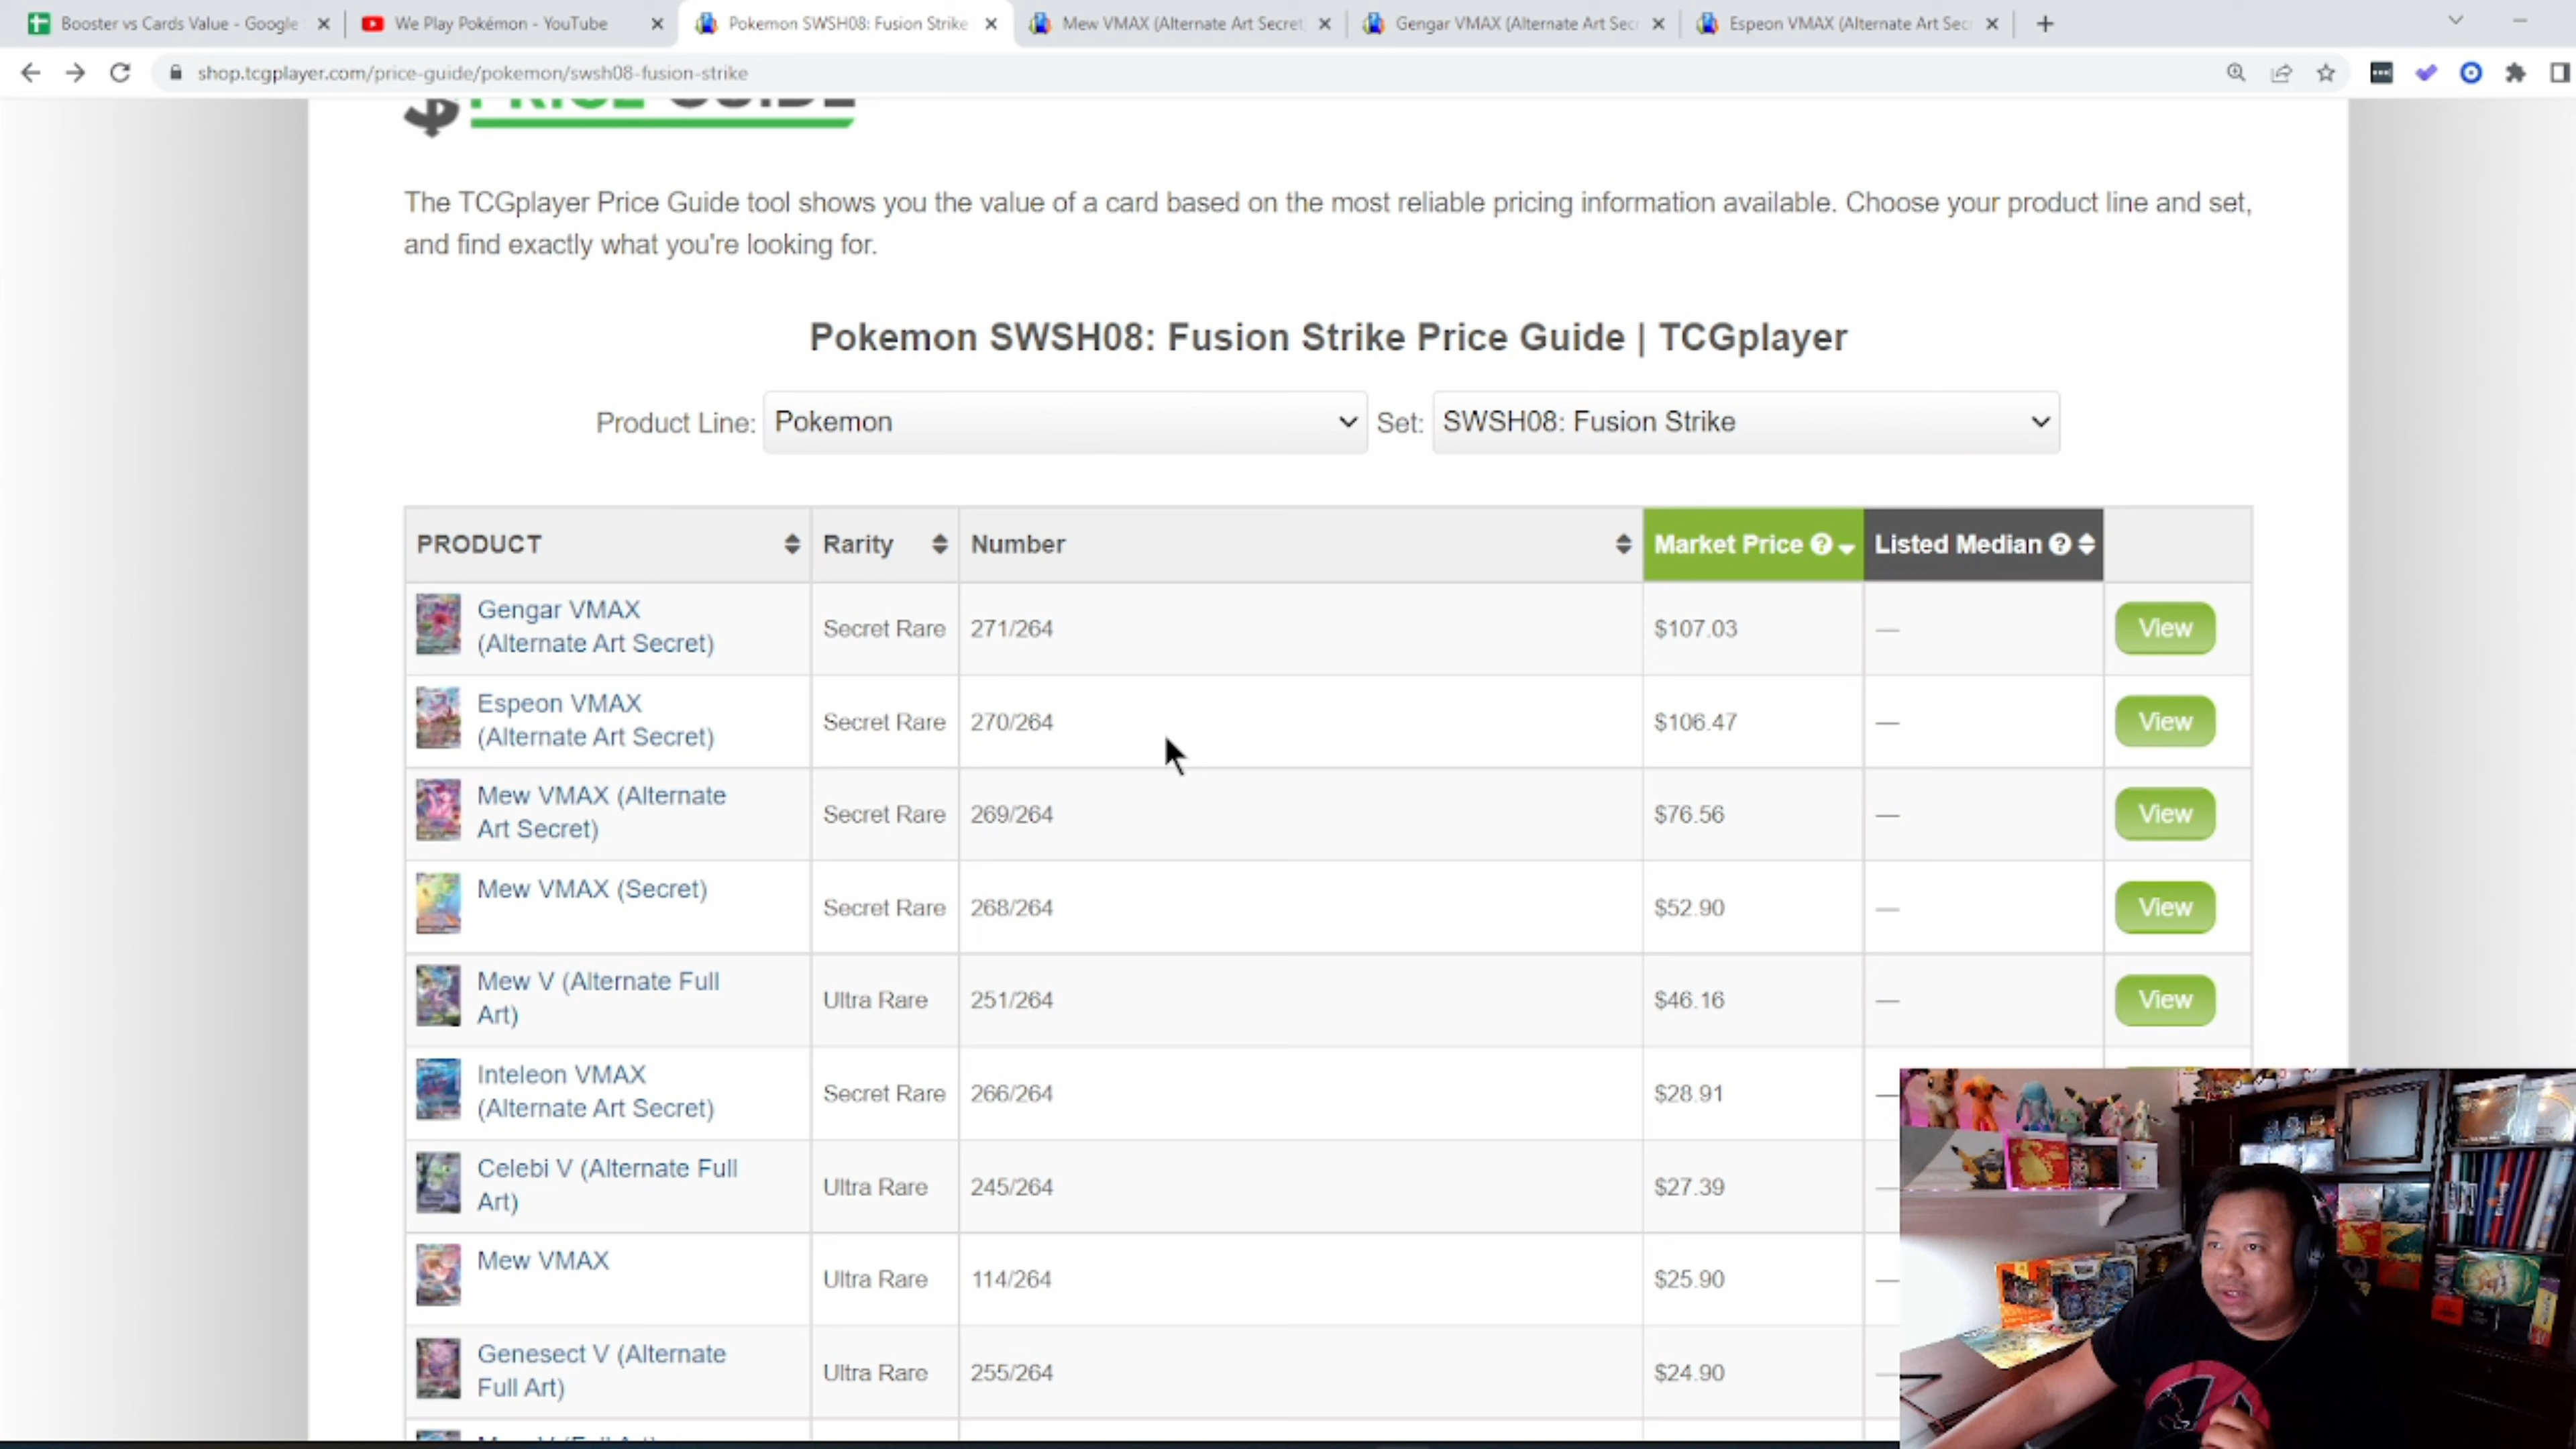 Booster vs Cards Value - Google
We Play Pokémon - YouTube
Pokemon SWSH08: Fusion Strike
Mew VMAX (Alternate Art Secret
Gengar VMAX (Alternate Art Sec
Espeon VMAX (Alternate Art Sec
shop.tcgplayer.com/price-guide/pokemon/swsh08-fusion-strike
PRICE GUIDE
The TCGplayer Price Guide tool shows you the value of a card based on the most reliable pricing information available. Choose your product line and set,
and find exactly what you're looking for.
Pokemon SWSH08: Fusion Strike Price Guide | TCGplayer
Product Line: Pokemon Set: SWSH08: Fusion Strike
PRODUCT Rarity Number Market Price ? Listed Median ?
Gengar VMAX
(Alternate Art Secret) Secret Rare 271/264 $107.03 — View
Espeon VMAX
(Alternate Art Secret) Secret Rare 270/264 $106.47 — View
Mew VMAX (Alternate
Art Secret) Secret Rare 269/264 $76.56 — View
Mew VMAX (Secret) Secret Rare 268/264 $52.90 — View
Mew V (Alternate Full
Art) Ultra Rare 251/264 $46.16 — View
Inteleon VMAX
(Alternate Art Secret) Secret Rare 266/264 $28.91 —
Celebi V (Alternate Full
Art) Ultra Rare 245/264 $27.39 —
Mew VMAX Ultra Rare 114/264 $25.90 —
Genesect V (Alternate
Full Art) Ultra Rare 255/264 $24.90 —